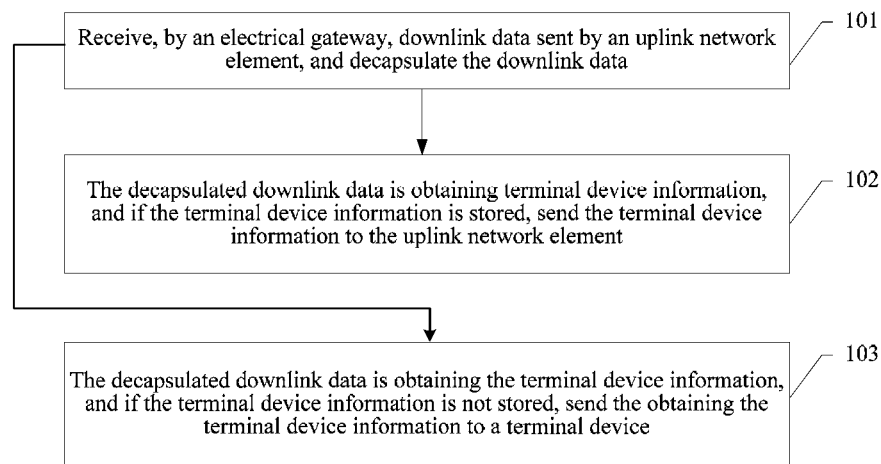 Receive, by an electrical gateway, downlink data sent by an uplink network
element, and decapsulate the downlink data
101
The decapsulated downlink data is obtaining terminal device information,
and if the terminal device information is stored, send the terminal device
information to the uplink network element
102
The decapsulated downlink data is obtaining the terminal device information,
and if the terminal device information is not stored, send the obtaining the
terminal device information to a terminal device
103